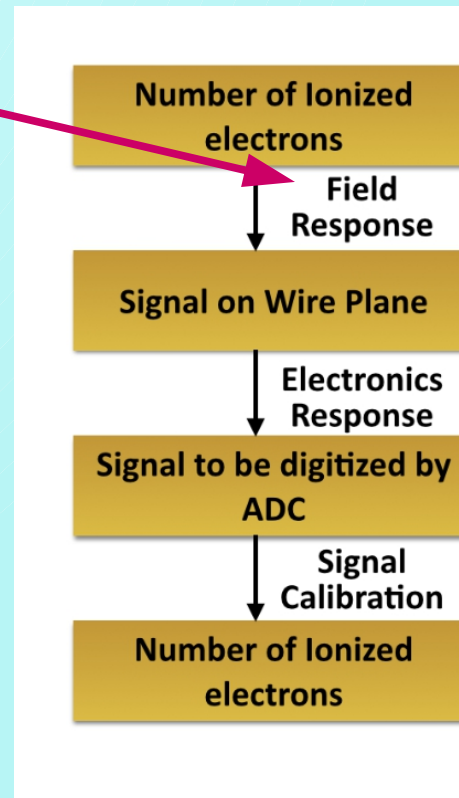 Number of Ionized
electrons
Field
Response
Signal on Wire Plane
Electronics
Response
Signal to be digitized by
ADC
Signal
Calibration
Number of Ionized
electrons